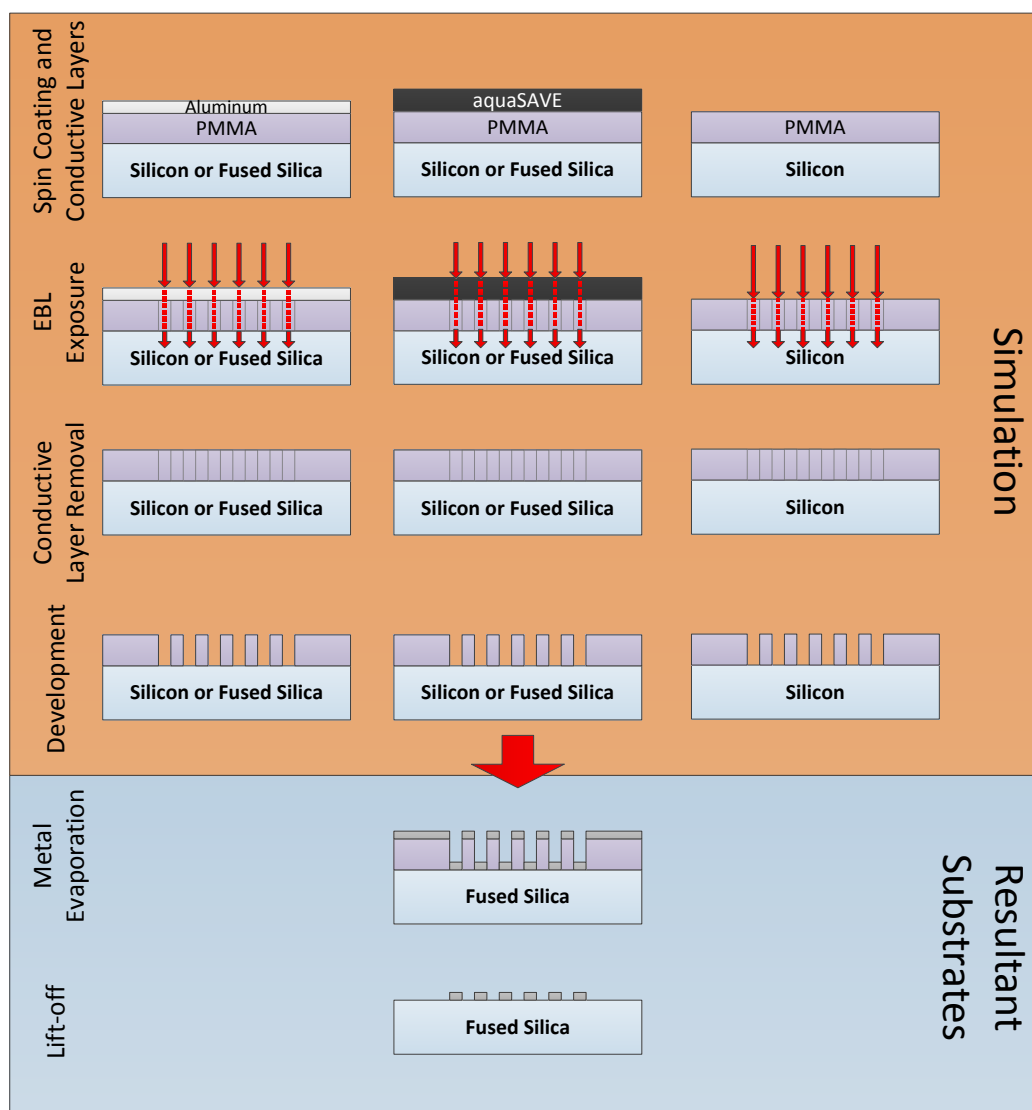 Spin Coating and
Conductive Layers
Aluminum
PMMA
Silicon or Fused Silica
aquaSAVE
PMMA
Silicon or Fused Silica
PMMA
Silicon
EBL
Exposure
Silicon or Fused Silica
Silicon or Fused Silica
Silicon
Simulation
Conductive
Layer Removal
Silicon or Fused Silica
Silicon or Fused Silica
Silicon
Development
Silicon or Fused Silica
Silicon or Fused Silica
Silicon
Metal
Evaporation
Fused Silica
Resultant
Substrates
Lift-off
Fused Silica